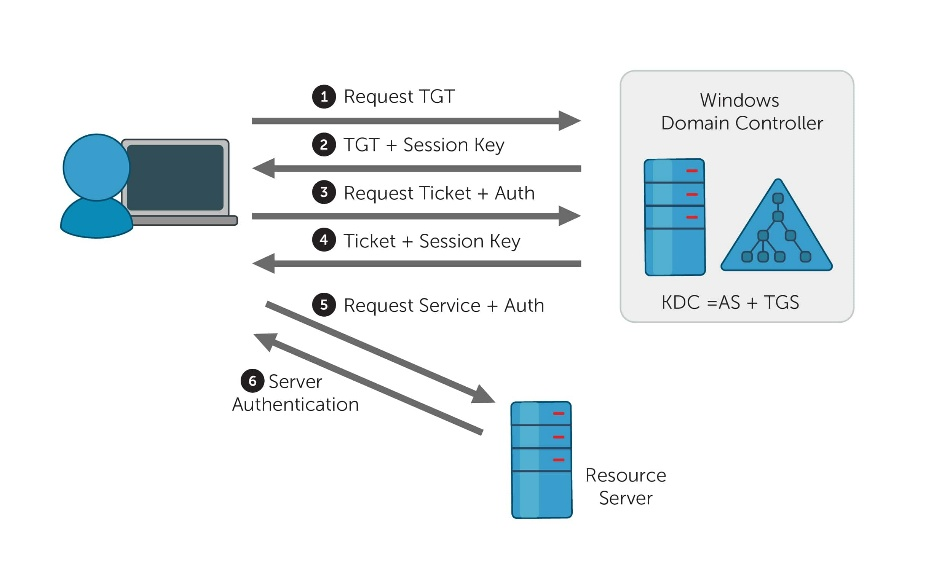 1 Request TGT
2 TGT + Session Key
3 Request Ticket + Auth
4 Ticket + Session Key
5 Request Service + Auth
6 Server
Authentication
Windows
Domain Controller
KDC =AS + TGS
Resource
Server